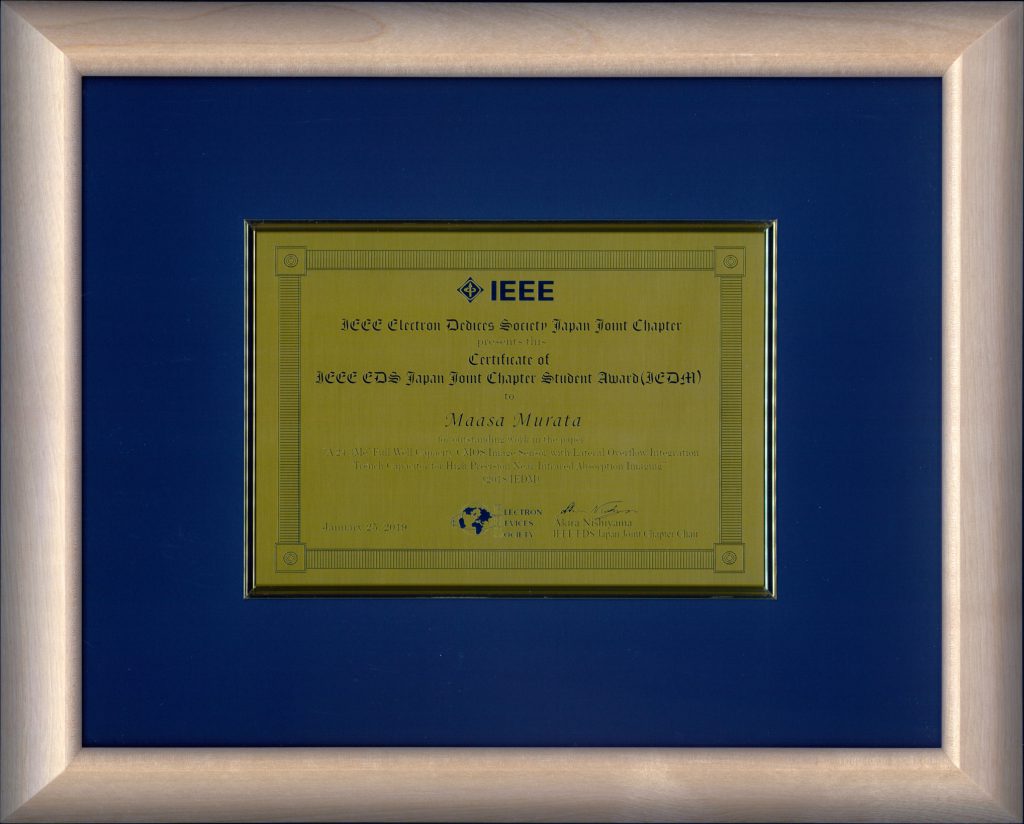 IEEE
IEEE Electron Dedices Society Japan Joint Chapter
presents this
Certificate of
IEEE EDS Japan Joint Chapter Student Award(IEDM)
to
Maasa Murata
for outstanding work in the paper
Full Well Capacity CMOS Image Sensor with Lateral Overflow Integration
Trench Capacitor for High Precision Near Infrared Absorption Imaging"
(2018 IEDM)
January 25, 2019
ELECTRON
DEVICES
SOCIETY
Akira Nishiyama
IEEE EDS Japan Joint Chapter Chair